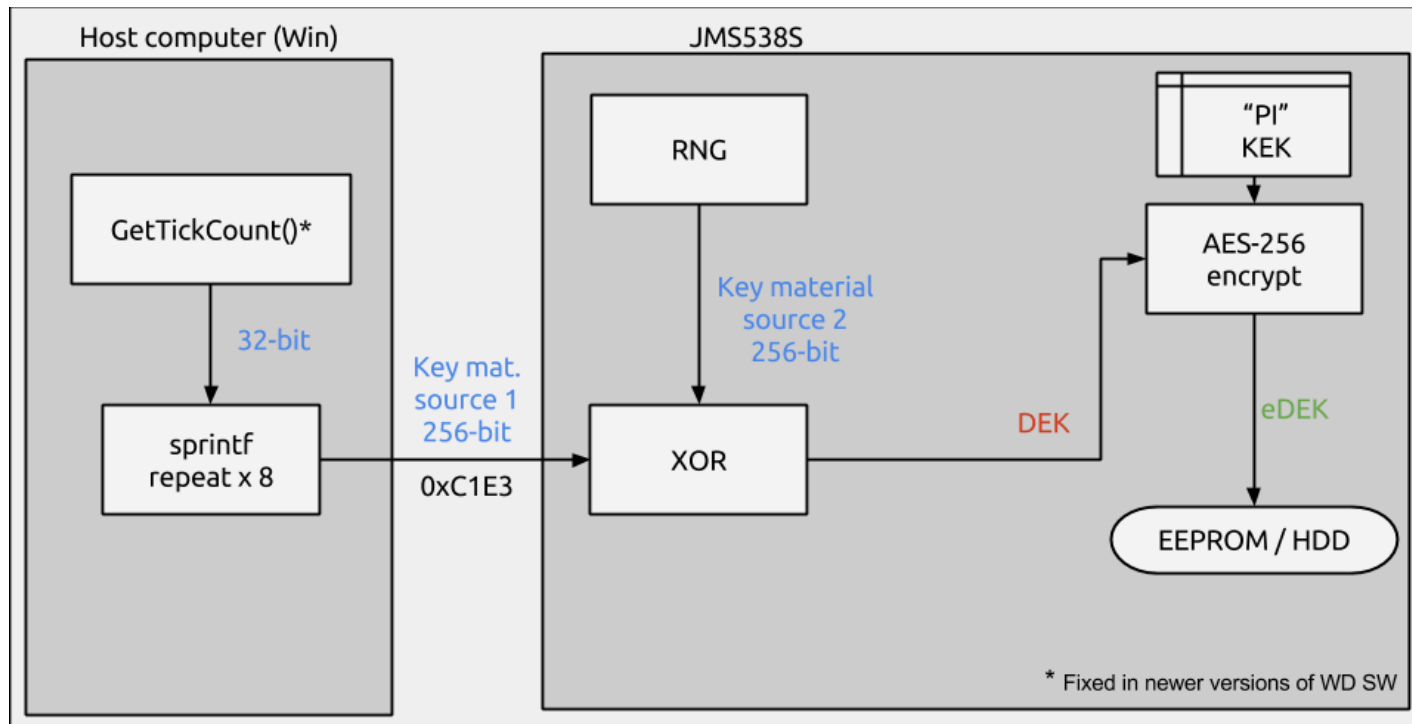 Host computer (Win)
JMS538S
GetTickCount()*
32-bit
sprintf
repeat x 8
Key mat.
source 1
256-bit
0xC1E3
RNG
Key material
source 2
256-bit
XOR
DEK
“PI”
KEK
AES-256
encrypt
eDEK
EEPROM / HDD
* Fixed in newer versions of WD SW